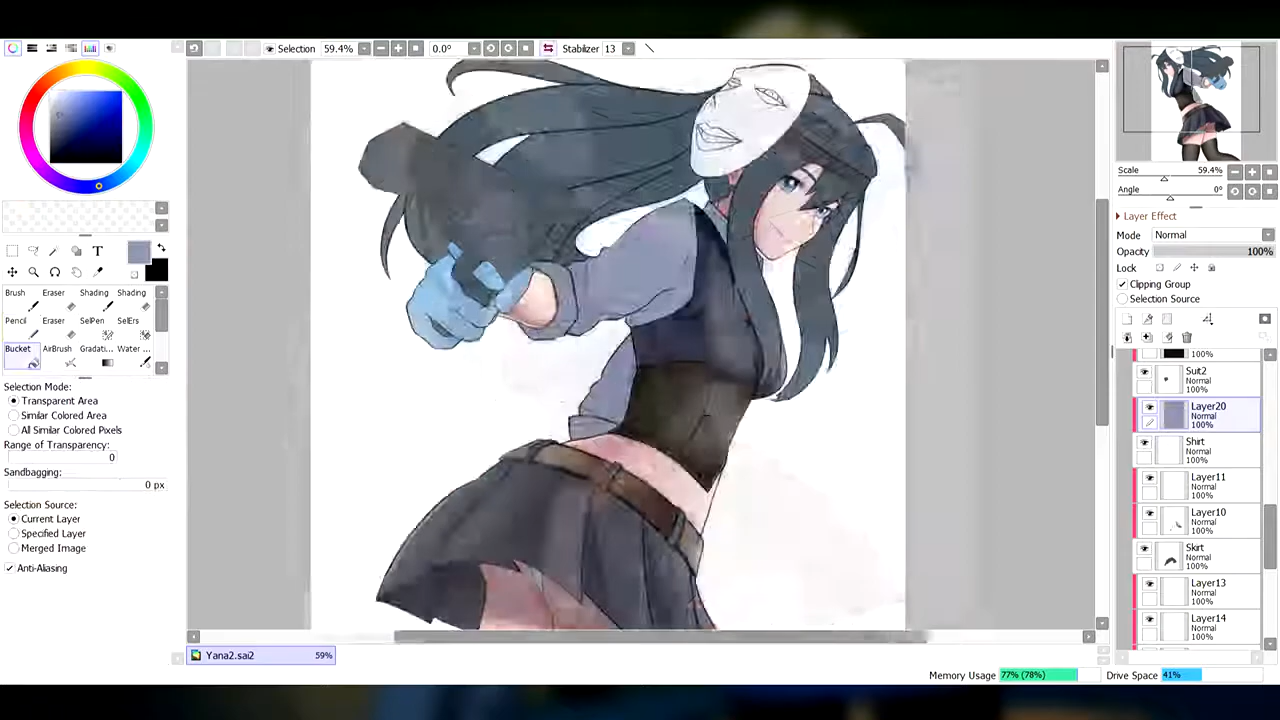 Selection 59.4% 0.0° Stabilizer 13
T
Brush Eraser Shading Shading
Pencil Eraser SelPen SelErs
Bucket AirBrush Gradati... Water ...
Selection Mode:
Transparent Area
Similar Colored Area
All Similar Colored Pixels
Range of Transparency:
0
Sandbagging:
0 px
Selection Source:
Current Layer
Specified Layer
Merged Image
Anti-Aliasing
Yana2.sai2 59%
Scale 59.4%
Angle 0°
Layer Effect
Mode Normal
Opacity 100%
Lock
Clipping Group
Selection Source
100%
Suit2
Normal
100%
Layer20
Normal
100%
Shirt
Normal
100%
Layer11
Normal
100%
Layer10
Normal
100%
Skirt
Normal
100%
Layer13
Normal
100%
Layer14
Normal
100%
Memory Usage 77% (78%) Drive Space 41%